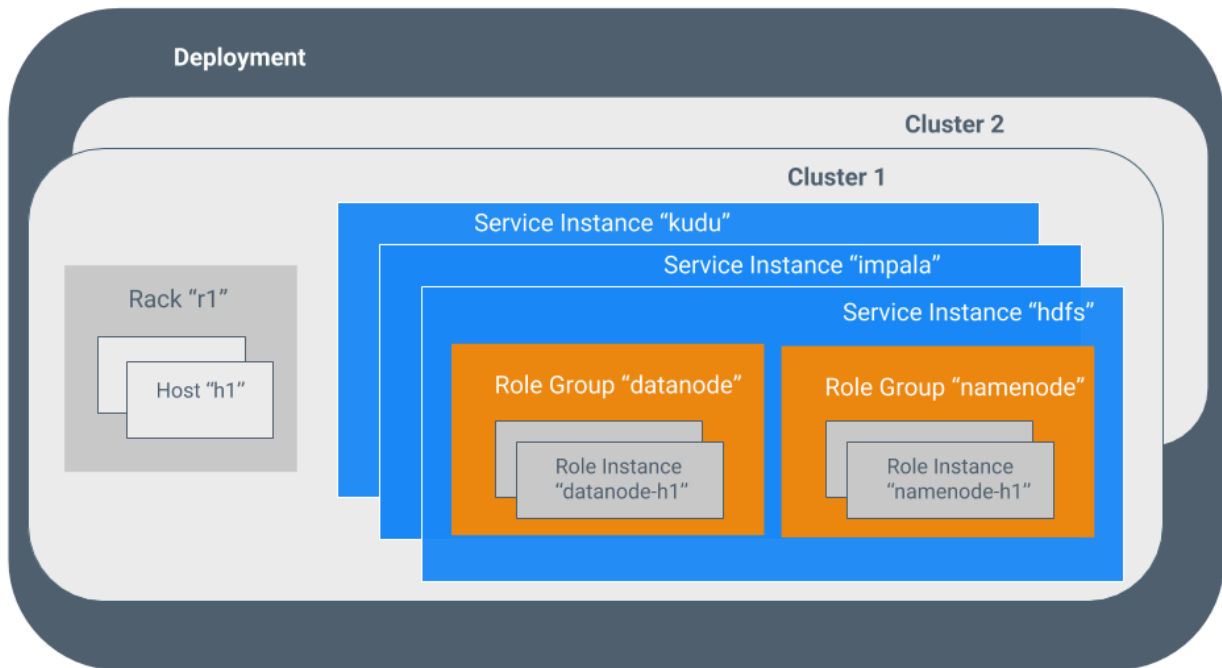 Deployment
Cluster 2
Cluster 1
Service Instance “kudu”
Service Instance “impala”
Service Instance “hdfs”
Rack “r1”
Host “h1”
Role Group “datanode”
Role Instance
“datanode-h1”
Role Group “namenode”
Role Instance
“namenode-h1”